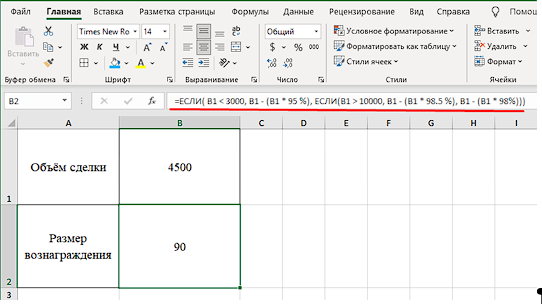 Главная Вставка Разметка страницы Формулы Данные Рецензирование Вид Справка Помощ
Вставить
Times New Ro 14
Ж К Ч A A
Общий
% 000
Условное форматирование
Форматировать как таблицу
Стили ячеек
Вставить
Удалить
Формат
Буфер обмена Шрифт Выравнивание Число Стили Ячейки
B2 fx =ЕСЛИ( B1 < 3000, B1 - (B1 * 95 %), ЕСЛИ(B1 > 10000, B1 - (B1 * 98.5 %), B1 - (B1 * 98%)))
A B C D E F G H I
Объём сделки 4500
1
Размер
вознаграждения
90
2
3